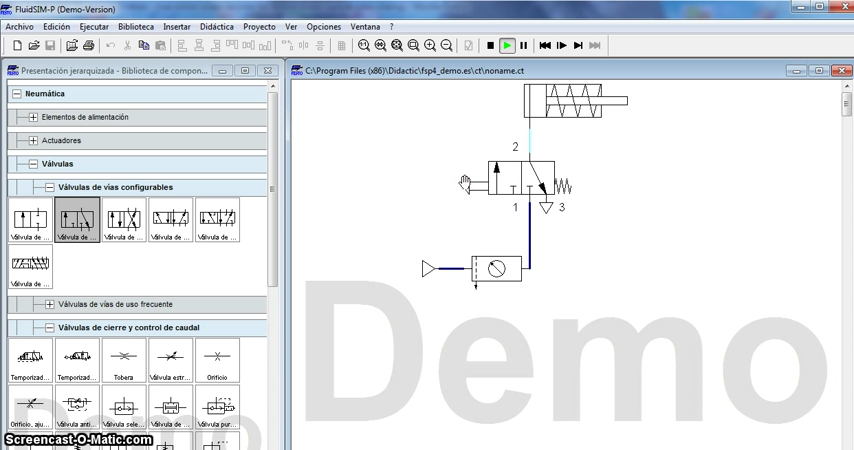 FluidSIM-P (Demo-Version)
Archivo Edición Ejecutar Biblioteca Insertar Didáctica Proyecto Ver Opciones Ventana ?
Presentación jerarquizada - Biblioteca de compon...
C:\Program Files (x86)\Didactic\fsp4_demo.es\ct\noname.ct
Neumática
Elementos de alimentación
Actuadores
Válvulas
Válvulas de vías configurables
Válvula de ... Válvula de ... Válvula de ... Válvula de ... Válvula de ...
Válvula de ...
Válvulas de vías de uso frecuente
Válvulas de cierre y control de caudal
Temporizad... Temporizad... Tobera Válvula estr... Orificio
Orificio, aju... Válvula anti... Válvula sele... Válvula de ... Válvula pur...
2
1 3
Demo
Screencast-O-Matic.com